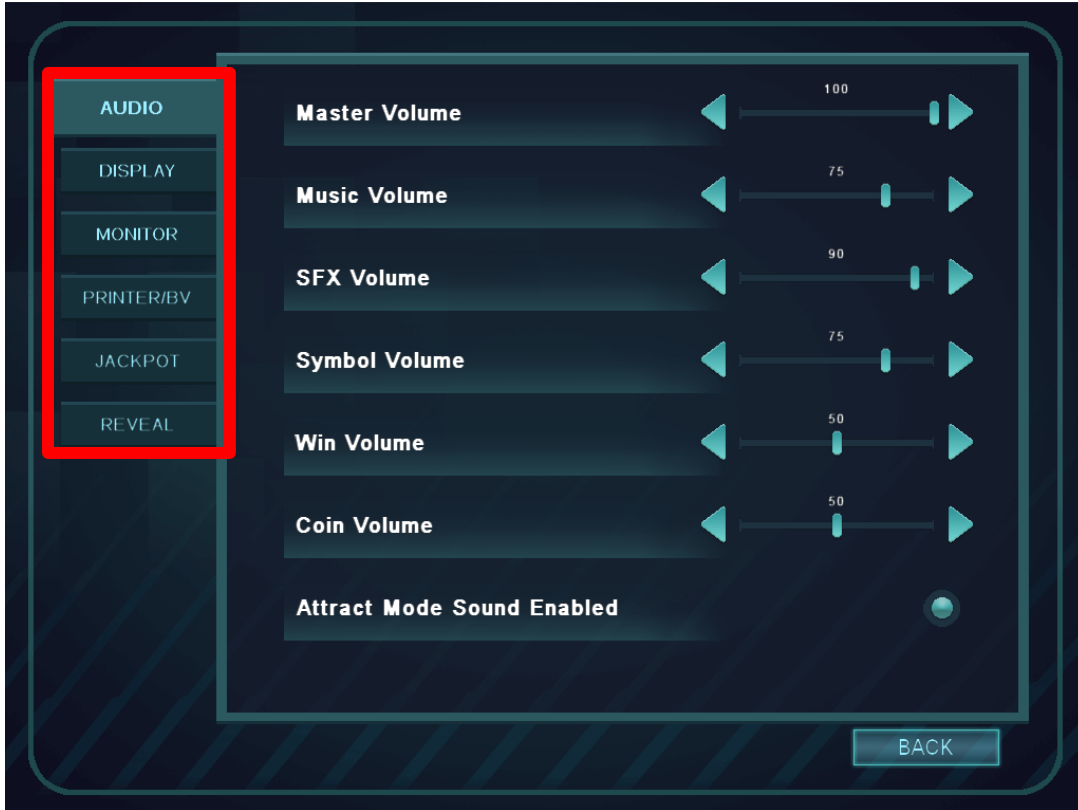 AUDIO
DISPLAY
MONITOR
PRINTER/BV
JACKPOT
REVEAL
Master Volume
100
Music Volume
75
SFX Volume
90
Symbol Volume
75
Win Volume
50
Coin Volume
50
Attract Mode Sound Enabled
BACK